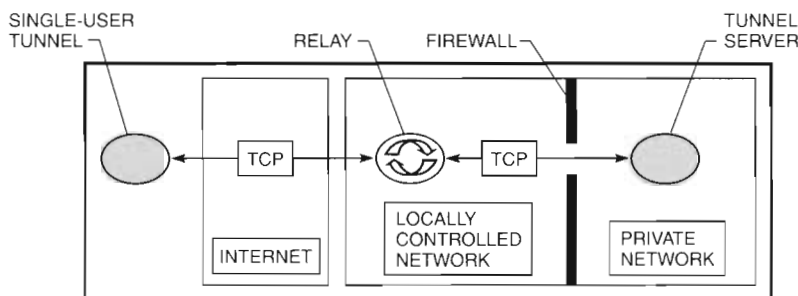 SINGLE-USER
TUNNEL
RELAY
FIREWALL
TUNNEL
SERVER
TCP
TCP
INTERNET
LOCALLY
CONTROLLED
NETWORK
PRIVATE
NETWORK